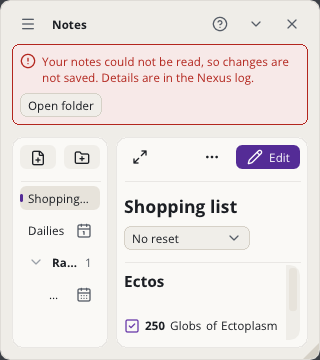 Notes
Your notes could not be read, so changes are
not saved. Details are in the Nexus log.
Open folder
Edit
Shopping...
Dailies
Ra... 1
...
Shopping list
No reset
Ectos
250 Globs of Ectoplasm